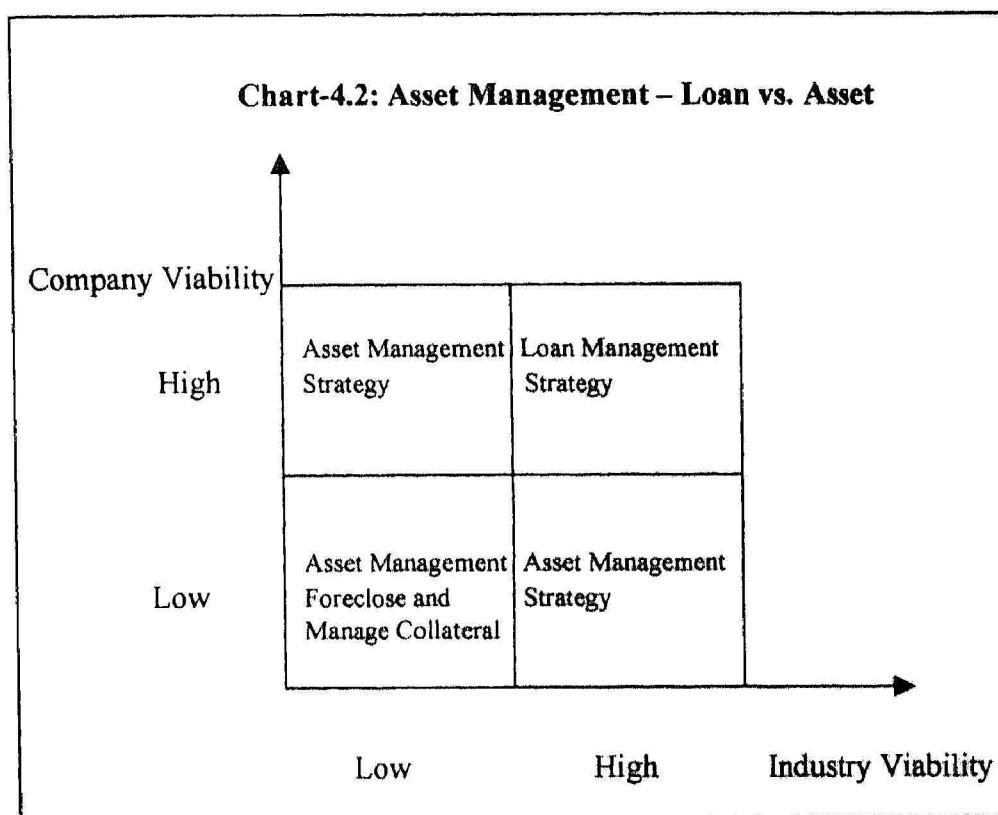 Chart-4.2: Asset Management – Loan vs. Asset
Company Viability
High
Asset Management
Strategy
Loan Management
Strategy
Low
Asset Management
Foreclose and
Manage Collateral
Asset Management
Strategy
Low
High
Industry Viability